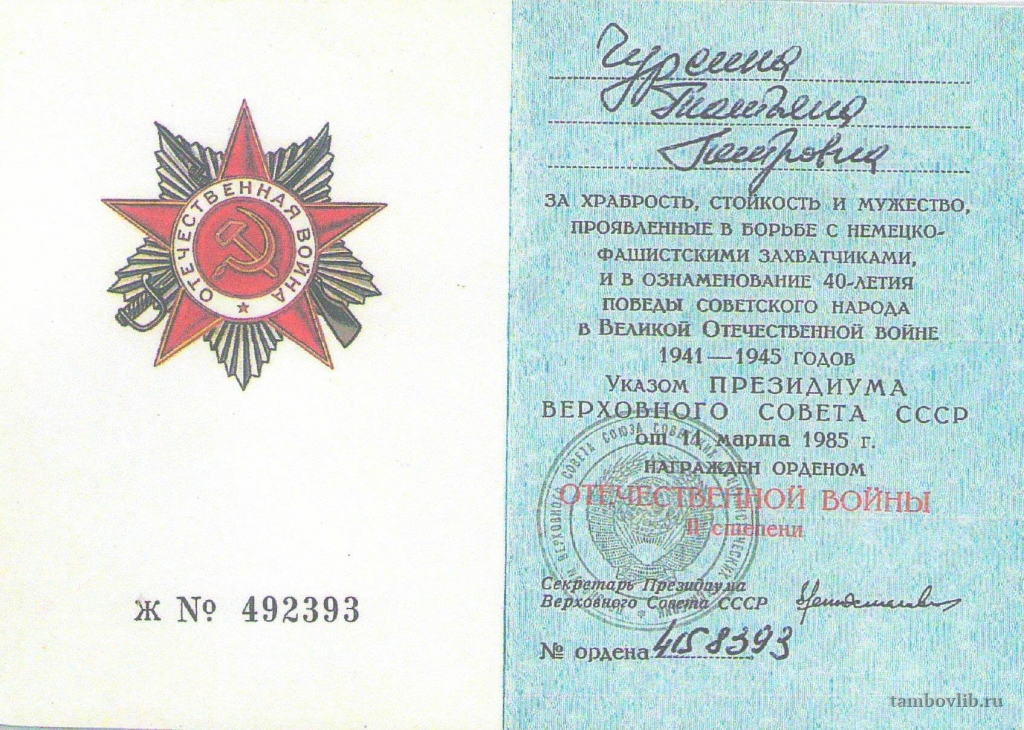 ОТЕЧЕСТВЕННАЯ ВОЙНА
Ж № 492393
Чурсина
Татьяна
Петровна
ЗА ХРАБРОСТЬ, СТОЙКОСТЬ И МУЖЕСТВО,
ПРОЯВЛЕННЫЕ В БОРЬБЕ С НЕМЕЦКО-
ФАШИСТСКИМИ ЗАХВАТЧИКАМИ,
И В ОЗНАМЕНОВАНИЕ 40-ЛЕТИЯ
ПОБЕДЫ СОВЕТСКОГО НАРОДА
В ВЕЛИКОЙ ОТЕЧЕСТВЕННОЙ ВОЙНЕ
1941—1945 ГОДОВ
УКАЗОМ ПРЕЗИДИУМА
ВЕРХОВНОГО СОВЕТА СССР
от 11 марта 1985 г.
НАГРАЖДЕН ОРДЕНОМ
ОТЕЧЕСТВЕННОЙ ВОЙНЫ
II степени
Секретарь Президиума
Верховного Совета СССР
№ ордена 4158393
tambovlib.ru